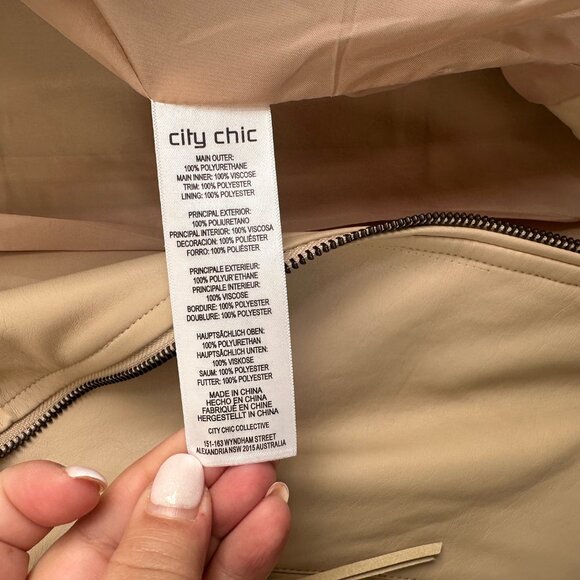 city chic
MAIN OUTER:
100% POLYURETHANE
MAIN INNER: 100% VISCOSE
TRIM: 100% POLYESTER
LINING: 100% POLYESTER
PRINCIPAL EXTERIOR:
100% POLIURETANO
PRINCIPAL INTERIOR: 100% VISCOSA
DECORACION: 100% POLIÉSTER
FORRO: 100% POLIÉSTER
PRINCIPALE EXTERIEUR:
100% POLYUR'ETHANE
PRINCIPALE INTERIEUR:
100% VISCOSE
BORDURE: 100% POLYESTER
DOUBLURE: 100% POLYESTER
HAUPTSÄCHLICH OBEN:
100% POLYURETHAN
HAUPTSÄCHLICH UNTEN:
100% VISKOSE
SAUM: 100% POLYESTER
FUTTER: 100% POLYESTER
MADE IN CHINA
HECHO EN CHINA
FABRIQUÉ EN CHINE
HERGESTELLT IN CHINA
CITY CHIC COLLECTIVE
151-163 WYNDHAM STREET
ALEXANDRIA NSW 2015 AUSTRALIA